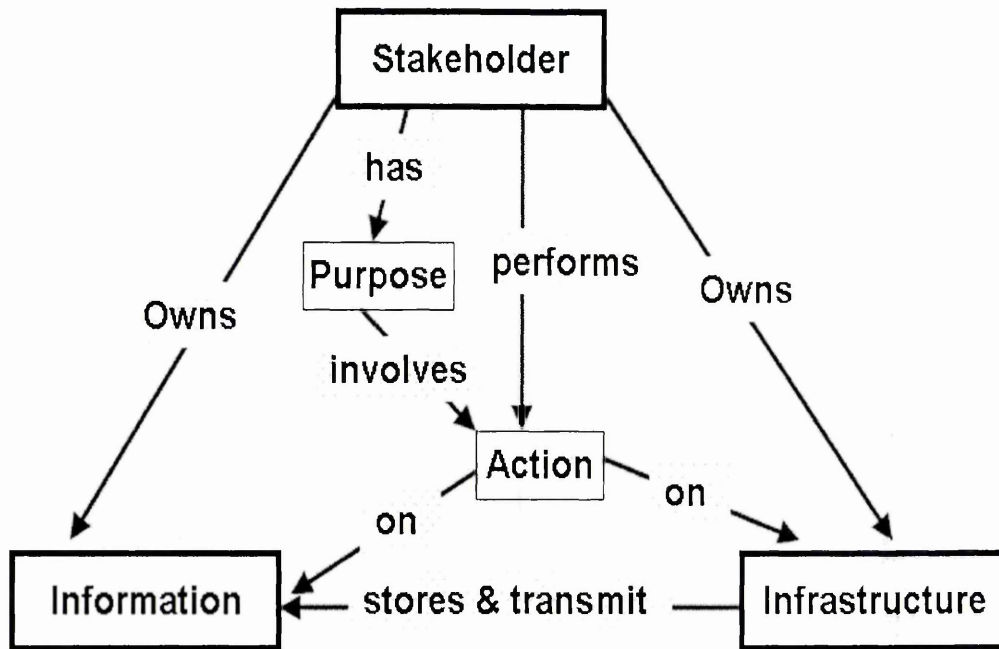 Stakeholder
has
Purpose
performs
Owns
Owns
involves
Action
on
on
Information
stores & transmit
Infrastructure